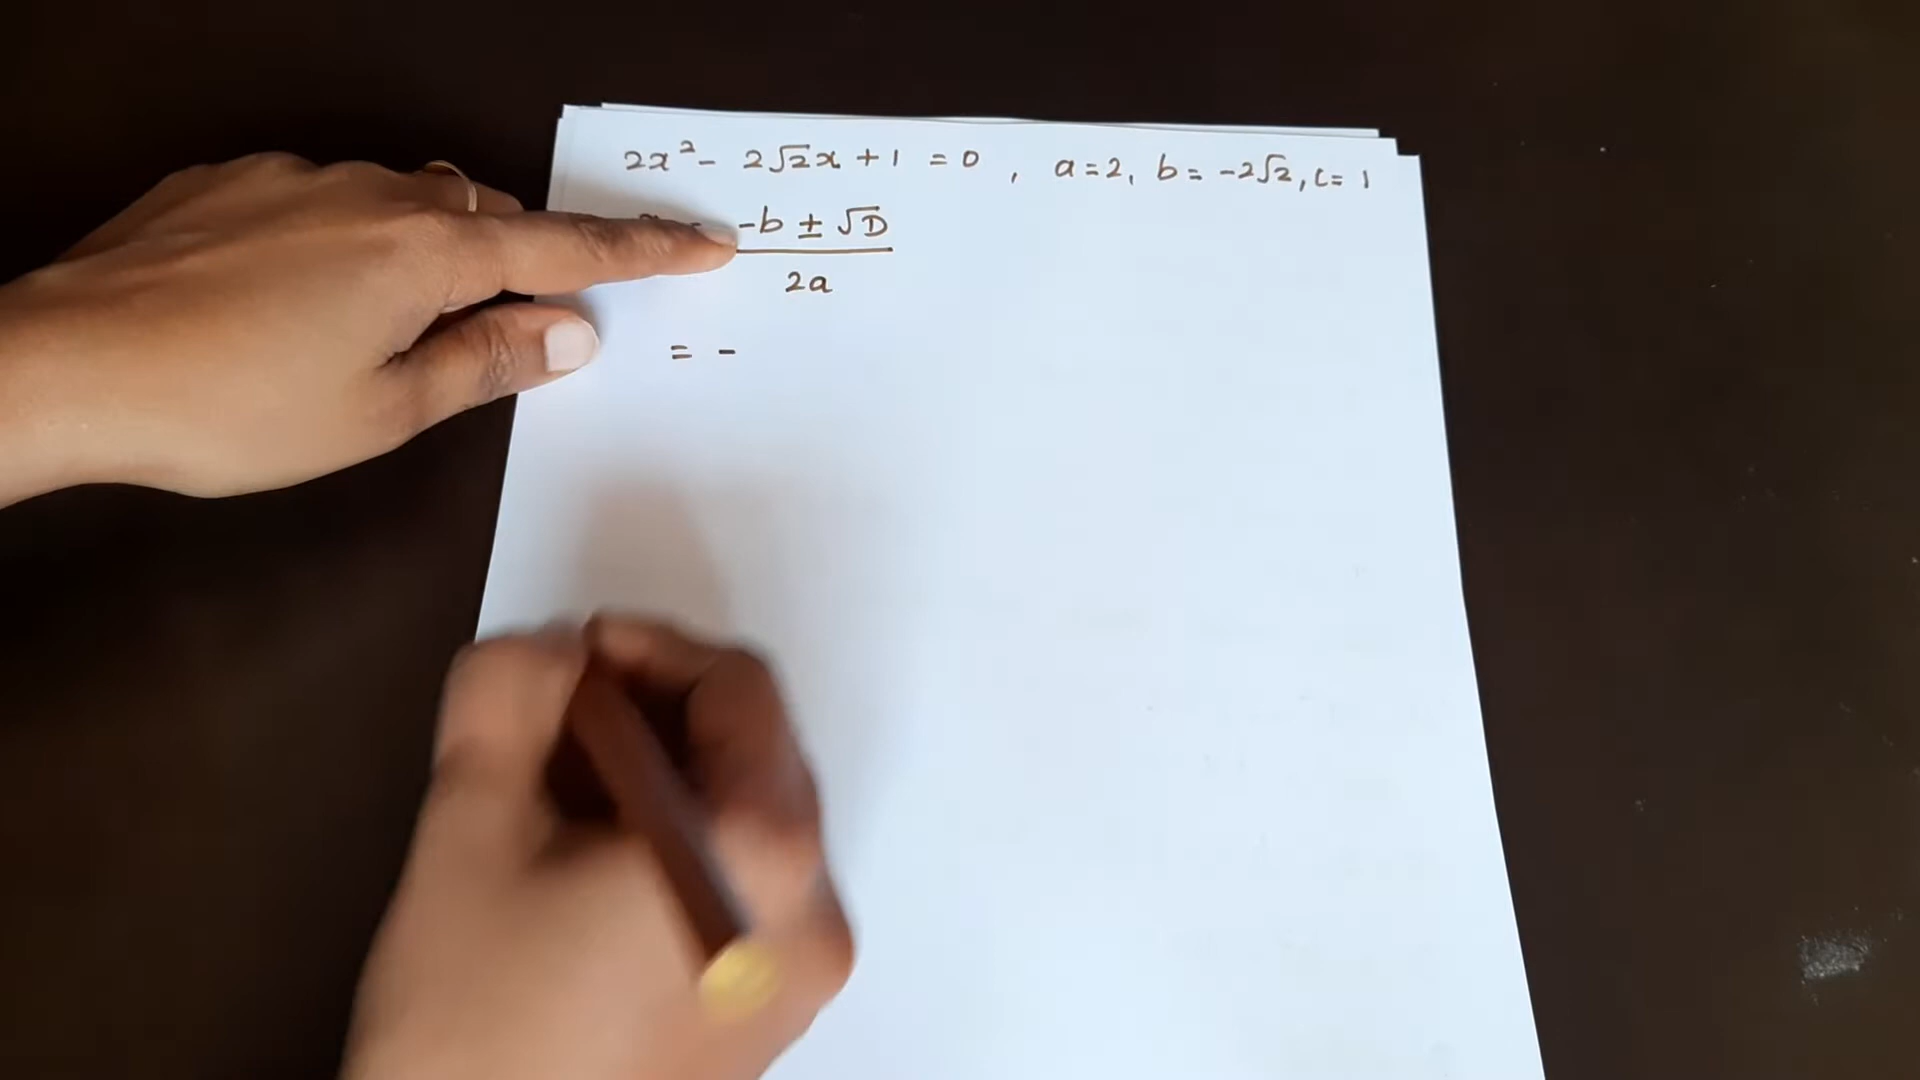 2x² - 2√2x + 1 = 0 , a=2, b= -2√2, c= 1
-b ± √D
2a
= -